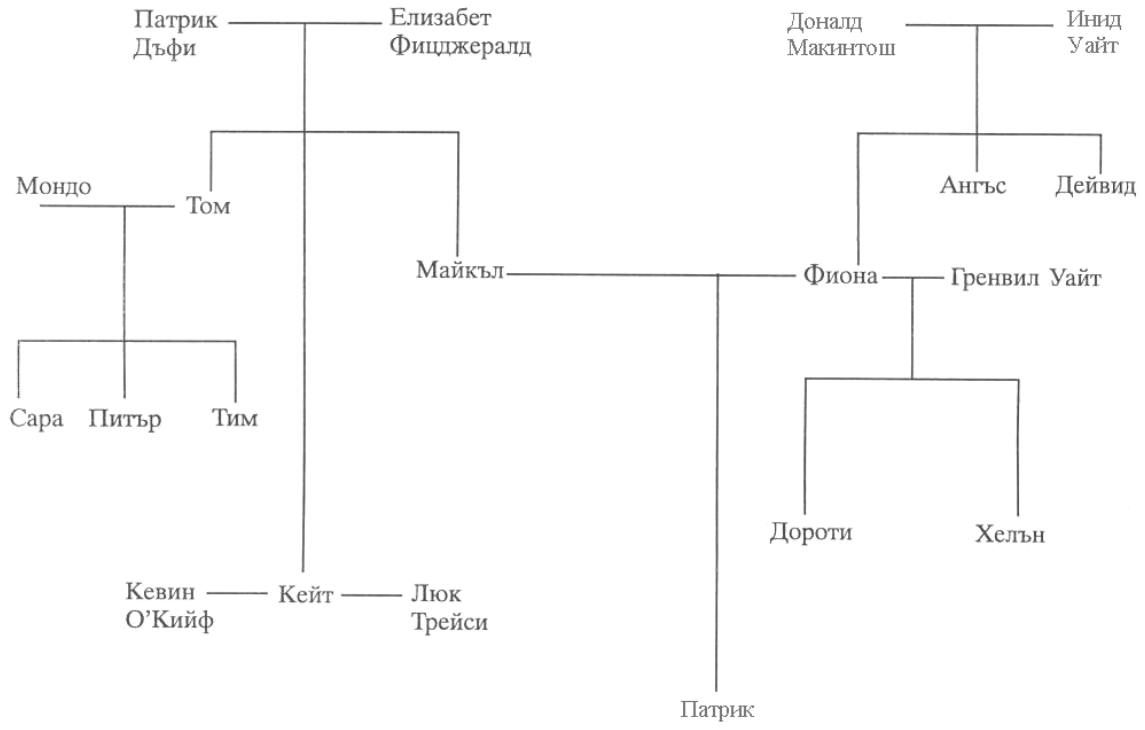 Патрик
Дъфи
Елизабет
Фицджералд
Доналд
Макинтош
Инид
Уайт
Мондо
Том
Ангъс
Дейвид
Майкъл
Фиона
Гренвил Уайт
Сара
Питър
Тим
Дороти
Хелън
Кевин
О’Кийф
Кейт
Люк
Трейси
Патрик